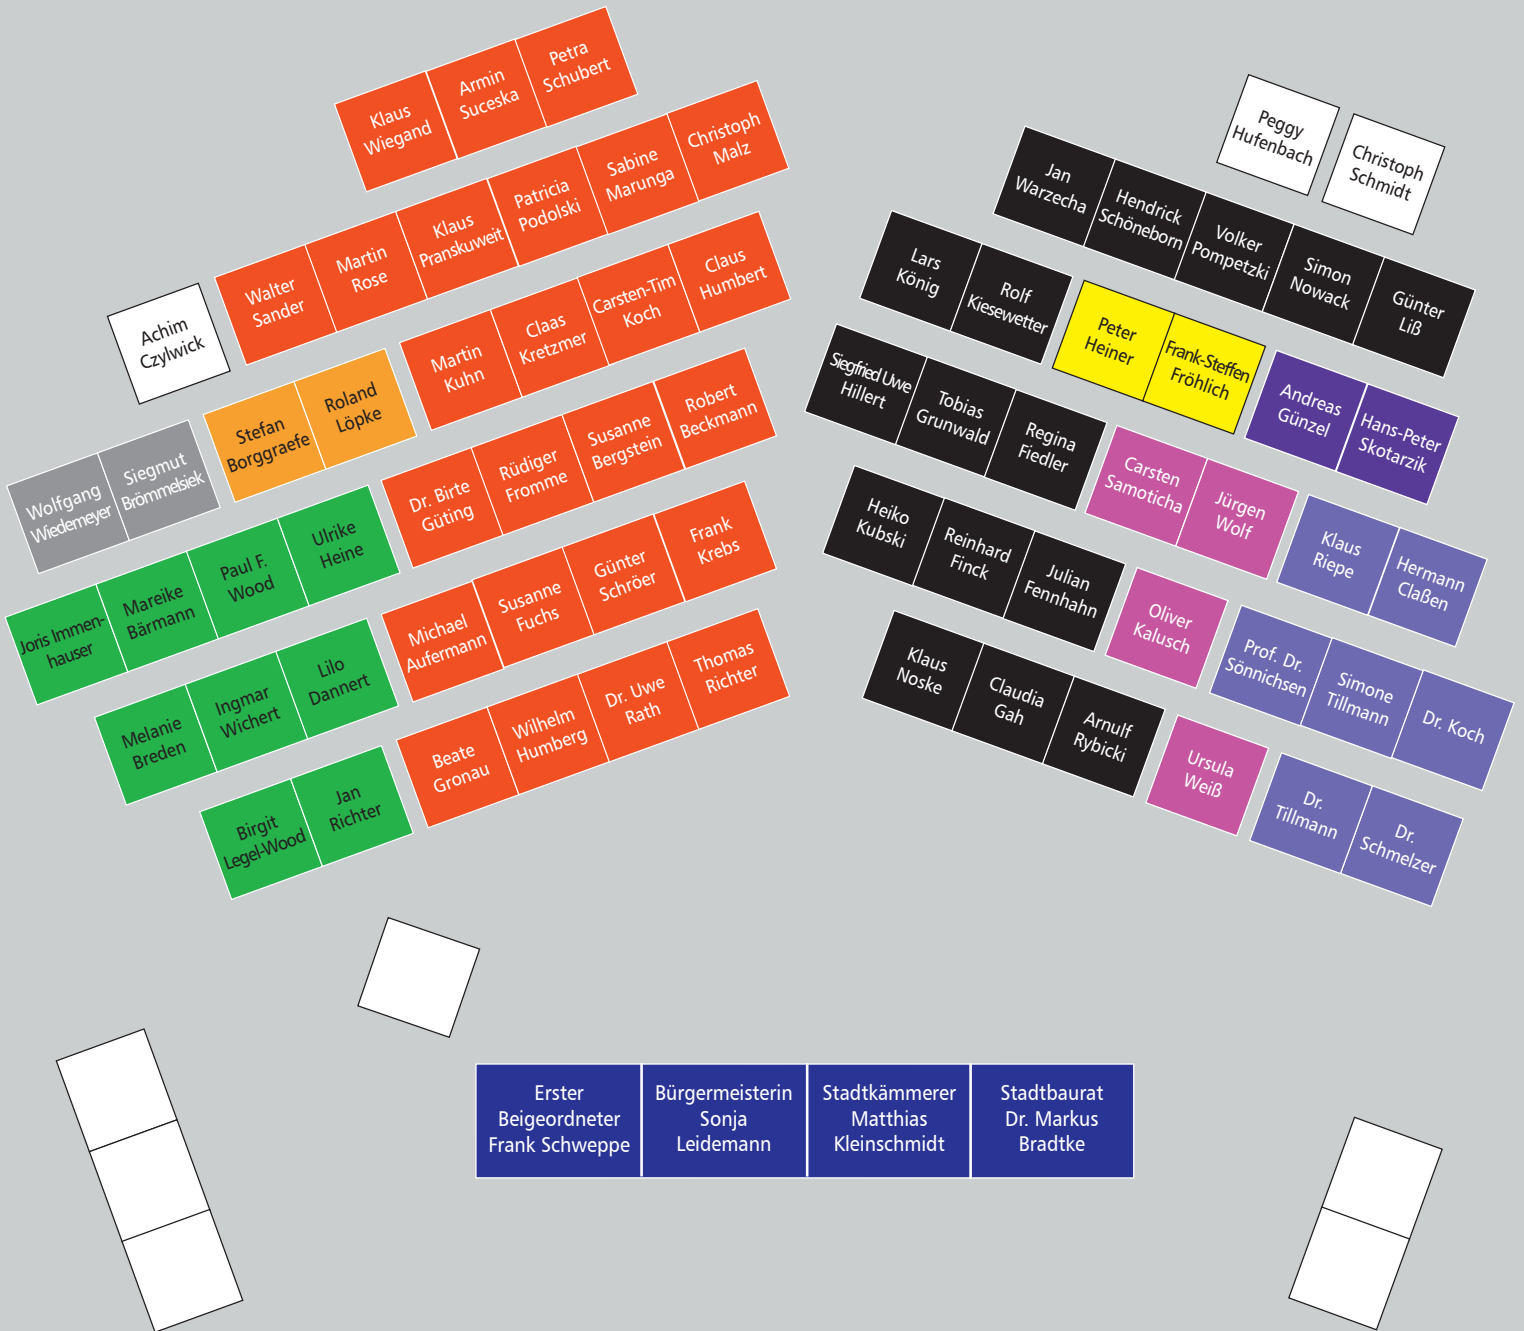 Klaus
Wiegand
Armin
Suceska
Petra
Schubert
Walter
Sander
Martin
Rose
Klaus
Pranskuweit
Patricia
Podolski
Sabine
Marunga
Christoph
Malz
Achim
Czylwick
Martin
Kuhn
Claas
Kretzmer
Carsten-Tim
Koch
Claus
Humbert
Stefan
Borggraefe
Roland
Löpke
Wolfgang
Wiedemeyer
Siegmut
Brömmelsiek
Dr. Birte
Güting
Rüdiger
Fromme
Susanne
Bergstein
Robert
Beckmann
Joris Immen-
hauser
Mareike
Bärmann
Paul F.
Wood
Ulrike
Heine
Michael
Aufermann
Susanne
Fuchs
Günter
Schröer
Frank
Krebs
Melanie
Breden
Ingmar
Wichert
Lilo
Dannert
Beate
Gronau
Wilhelm
Humberg
Dr. Uwe
Rath
Thomas
Richter
Birgit
Legel-Wood
Jan
Richter
Peggy
Hufenbach
Christoph
Schmidt
Jan
Warzecha
Hendrick
Schöneborn
Volker
Pompetzki
Simon
Nowack
Günter
Liß
Lars
König
Rolf
Kiesewetter
Peter
Heiner
Frank-Steffen
Fröhlich
Andreas
Günzel
Hans-Peter
Skotarzik
Siegfried Uwe
Hillert
Tobias
Grunwald
Regina
Fiedler
Carsten
Samoticha
Jürgen
Wolf
Klaus
Riepe
Hermann
Claßen
Heiko
Kubski
Reinhard
Finck
Julian
Fennhahn
Oliver
Kalusch
Prof. Dr.
Sönnichsen
Simone
Tillmann
Dr. Koch
Klaus
Noske
Claudia
Gah
Arnulf
Rybicki
Ursula
Weiß
Dr.
Tillmann
Dr.
Schmelzer
Erster
Beigeordneter
Frank Schweppe
Bürgermeisterin
Sonja
Leidemann
Stadtkämmerer
Matthias
Kleinschmidt
Stadtbaurat
Dr. Markus
Bradtke